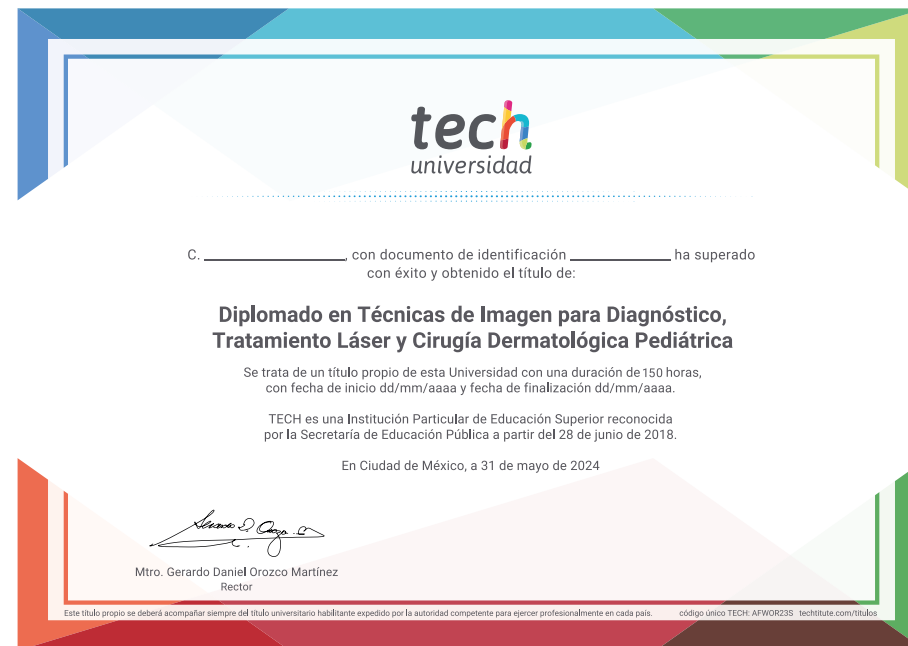 tech
universidad
C. ____________, con documento de identificación ____________ ha superado
con éxito y obtenido el título de:
Diplomado en Técnicas de Imagen para Diagnóstico,
Tratamiento Láser y Cirugía Dermatológica Pediátrica
Se trata de un título propio de esta Universidad con una duración de 150 horas,
con fecha de inicio dd/mm/aaaa y fecha de finalización dd/mm/aaaa.
TECH es una Institución Particular de Educación Superior reconocida
por la Secretaría de Educación Pública a partir del 28 de junio de 2018.
En Ciudad de México, a 31 de mayo de 2024
Mtro. Gerardo Daniel Orozco Martínez
Rector
Este título propio se deberá acompañar siempre del título universitario habilitante expedido por la autoridad competente para ejercer profesionalmente en cada país. código único TECH: AFWOR23S techtitute.com/titulos